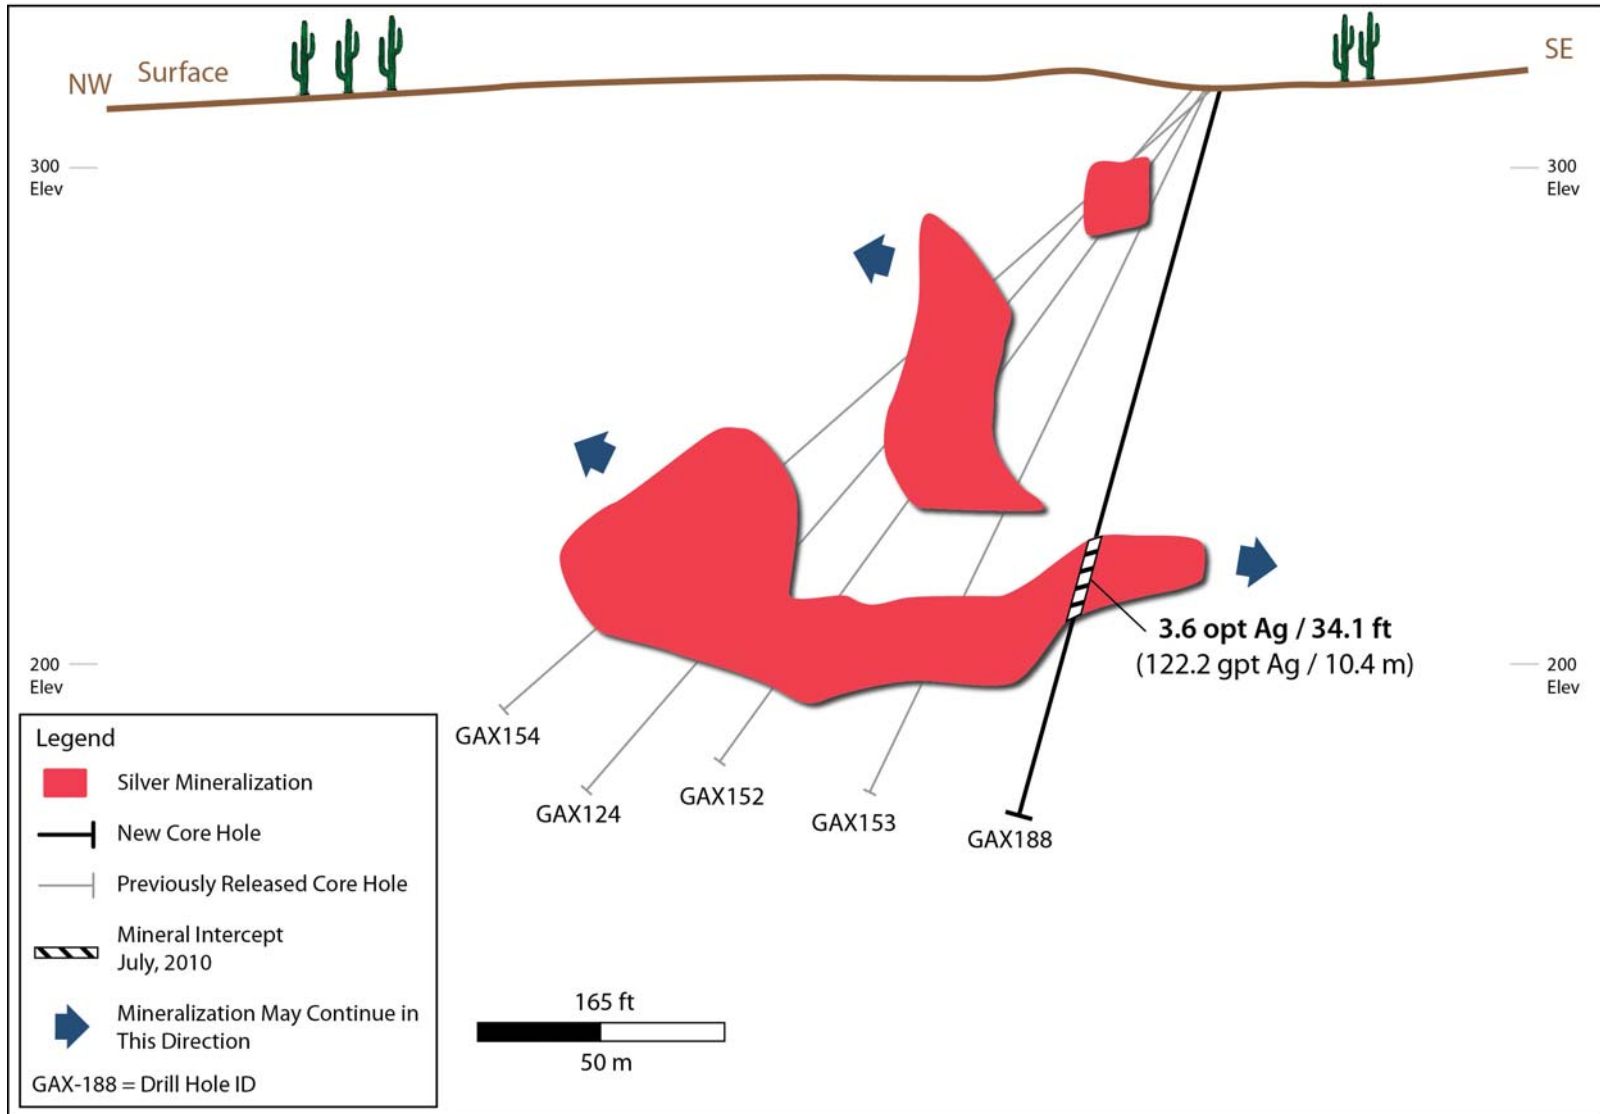 NW
Surface
SE
300
Elev
300
Elev
3.6 opt Ag / 34.1 ft
(122.2 gpt Ag / 10.4 m)
200
Elev
200
Elev
GAX154
GAX124
GAX152
GAX153
GAX188
Legend
Silver Mineralization
New Core Hole
Previously Released Core Hole
Mineral Intercept
July, 2010
Mineralization May Continue in
This Direction
GAX-188 = Drill Hole ID
165 ft
50 m